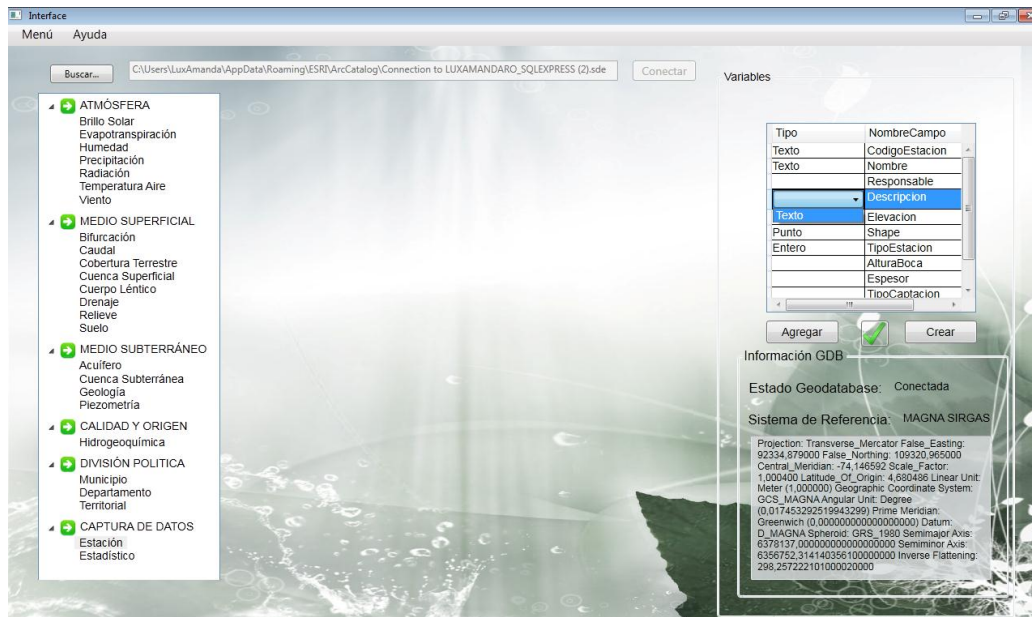 Interface
Menú Ayuda
Buscar... C:\Users\LuxAmanda\AppData\Roaming\ESRI\ArcCatalog\Connection to LUXAMANDARO_SQLEXPRESS (2).sde Conectar
ATMÓSFERA
Brillo Solar
Evapotranspiración
Humedad
Precipitación
Radiación
Temperatura Aire
Viento
MEDIO SUPERFICIAL
Bifurcación
Caudal
Cobertura Terrestre
Cuenca Superficial
Cuerpo Léntico
Drenaje
Relieve
Suelo
MEDIO SUBTERRÁNEO
Acuífero
Cuenca Subterránea
Geología
Piezometría
CALIDAD Y ORIGEN
Hidrogeoquímica
DIVISIÓN POLITICA
Municipio
Departamento
Territorial
CAPTURA DE DATOS
Estación
Estadístico
Variables
Tipo NombreCampo
Texto CodigoEstacion
Texto Nombre
Responsable
Descripcion
Texto Elevacion
Punto Shape
Entero TipoEstacion
AlturaBoca
Espesor
TipoCaptacion
Agregar Crear
Información GDB
Estado Geodatabase: Conectada
Sistema de Referencia: MAGNA SIRGAS
Projection: Transverse_Mercator False_Easting:
92334,879000 False_Northing: 109320,965000
Central_Meridian: -74,146592 Scale_Factor:
1,000400 Latitude_Of_Origin: 4,680486 Linear Unit:
Meter (1,000000) Geographic Coordinate System:
GCS_MAGNA Angular Unit: Degree
(0,017453292519943299) Prime Meridian:
Greenwich (0,000000000000000000) Datum:
D_MAGNA Spheroid: GRS_1980 Semimajor Axis:
6378137,000000000000000000 Semiminor Axis:
6356752,314140356100000000 Inverse Flattening:
298,257222101000020000